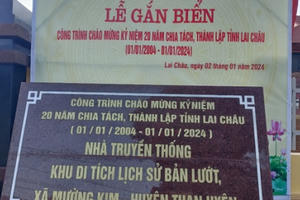 LỄ GẮN BIỂN
CÔNG TRÌNH CHÀO MỪNG KỶ NIỆM 20 NĂM CHIA TÁCH, THÀNH LẬP TỈNH LAI CHÂU
(01/01/2004 - 01/01/2024)
Lai Châu, ngày 02 tháng 01 năm 2024
CÔNG TRÌNH CHÀO MỪNG KỶ NIỆM
20 NĂM CHIA TÁCH, THÀNH LẬP TỈNH LAI CHÂU
( 01 / 01 / 2004 - 01 / 01 / 2024 )
NHÀ TRUYỀN THỐNG
KHU DI TÍCH LỊCH SỬ BẢN LƯỚT,
XÃ MƯỜNG KIM - HUYỆN THAN UYÊN